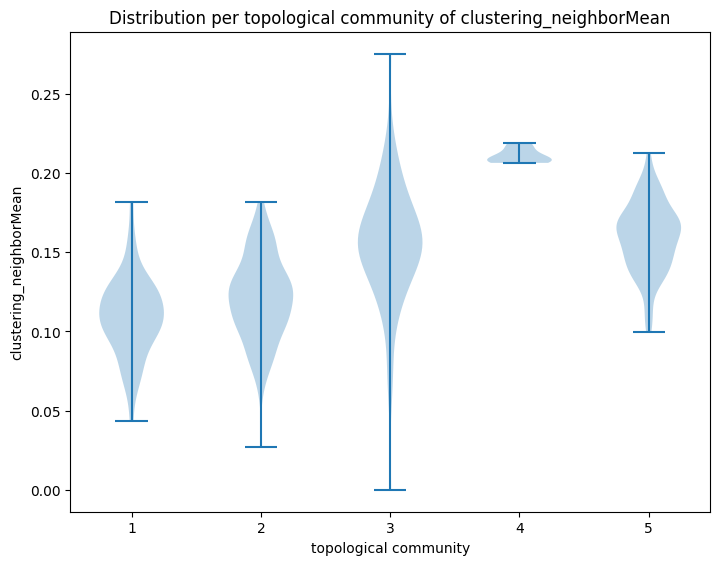 Distribution per topological community of clustering_neighborMean
clustering_neighborMean
0.25
0.20
0.15
0.10
0.05
0.00
1 2 3 4 5
topological community